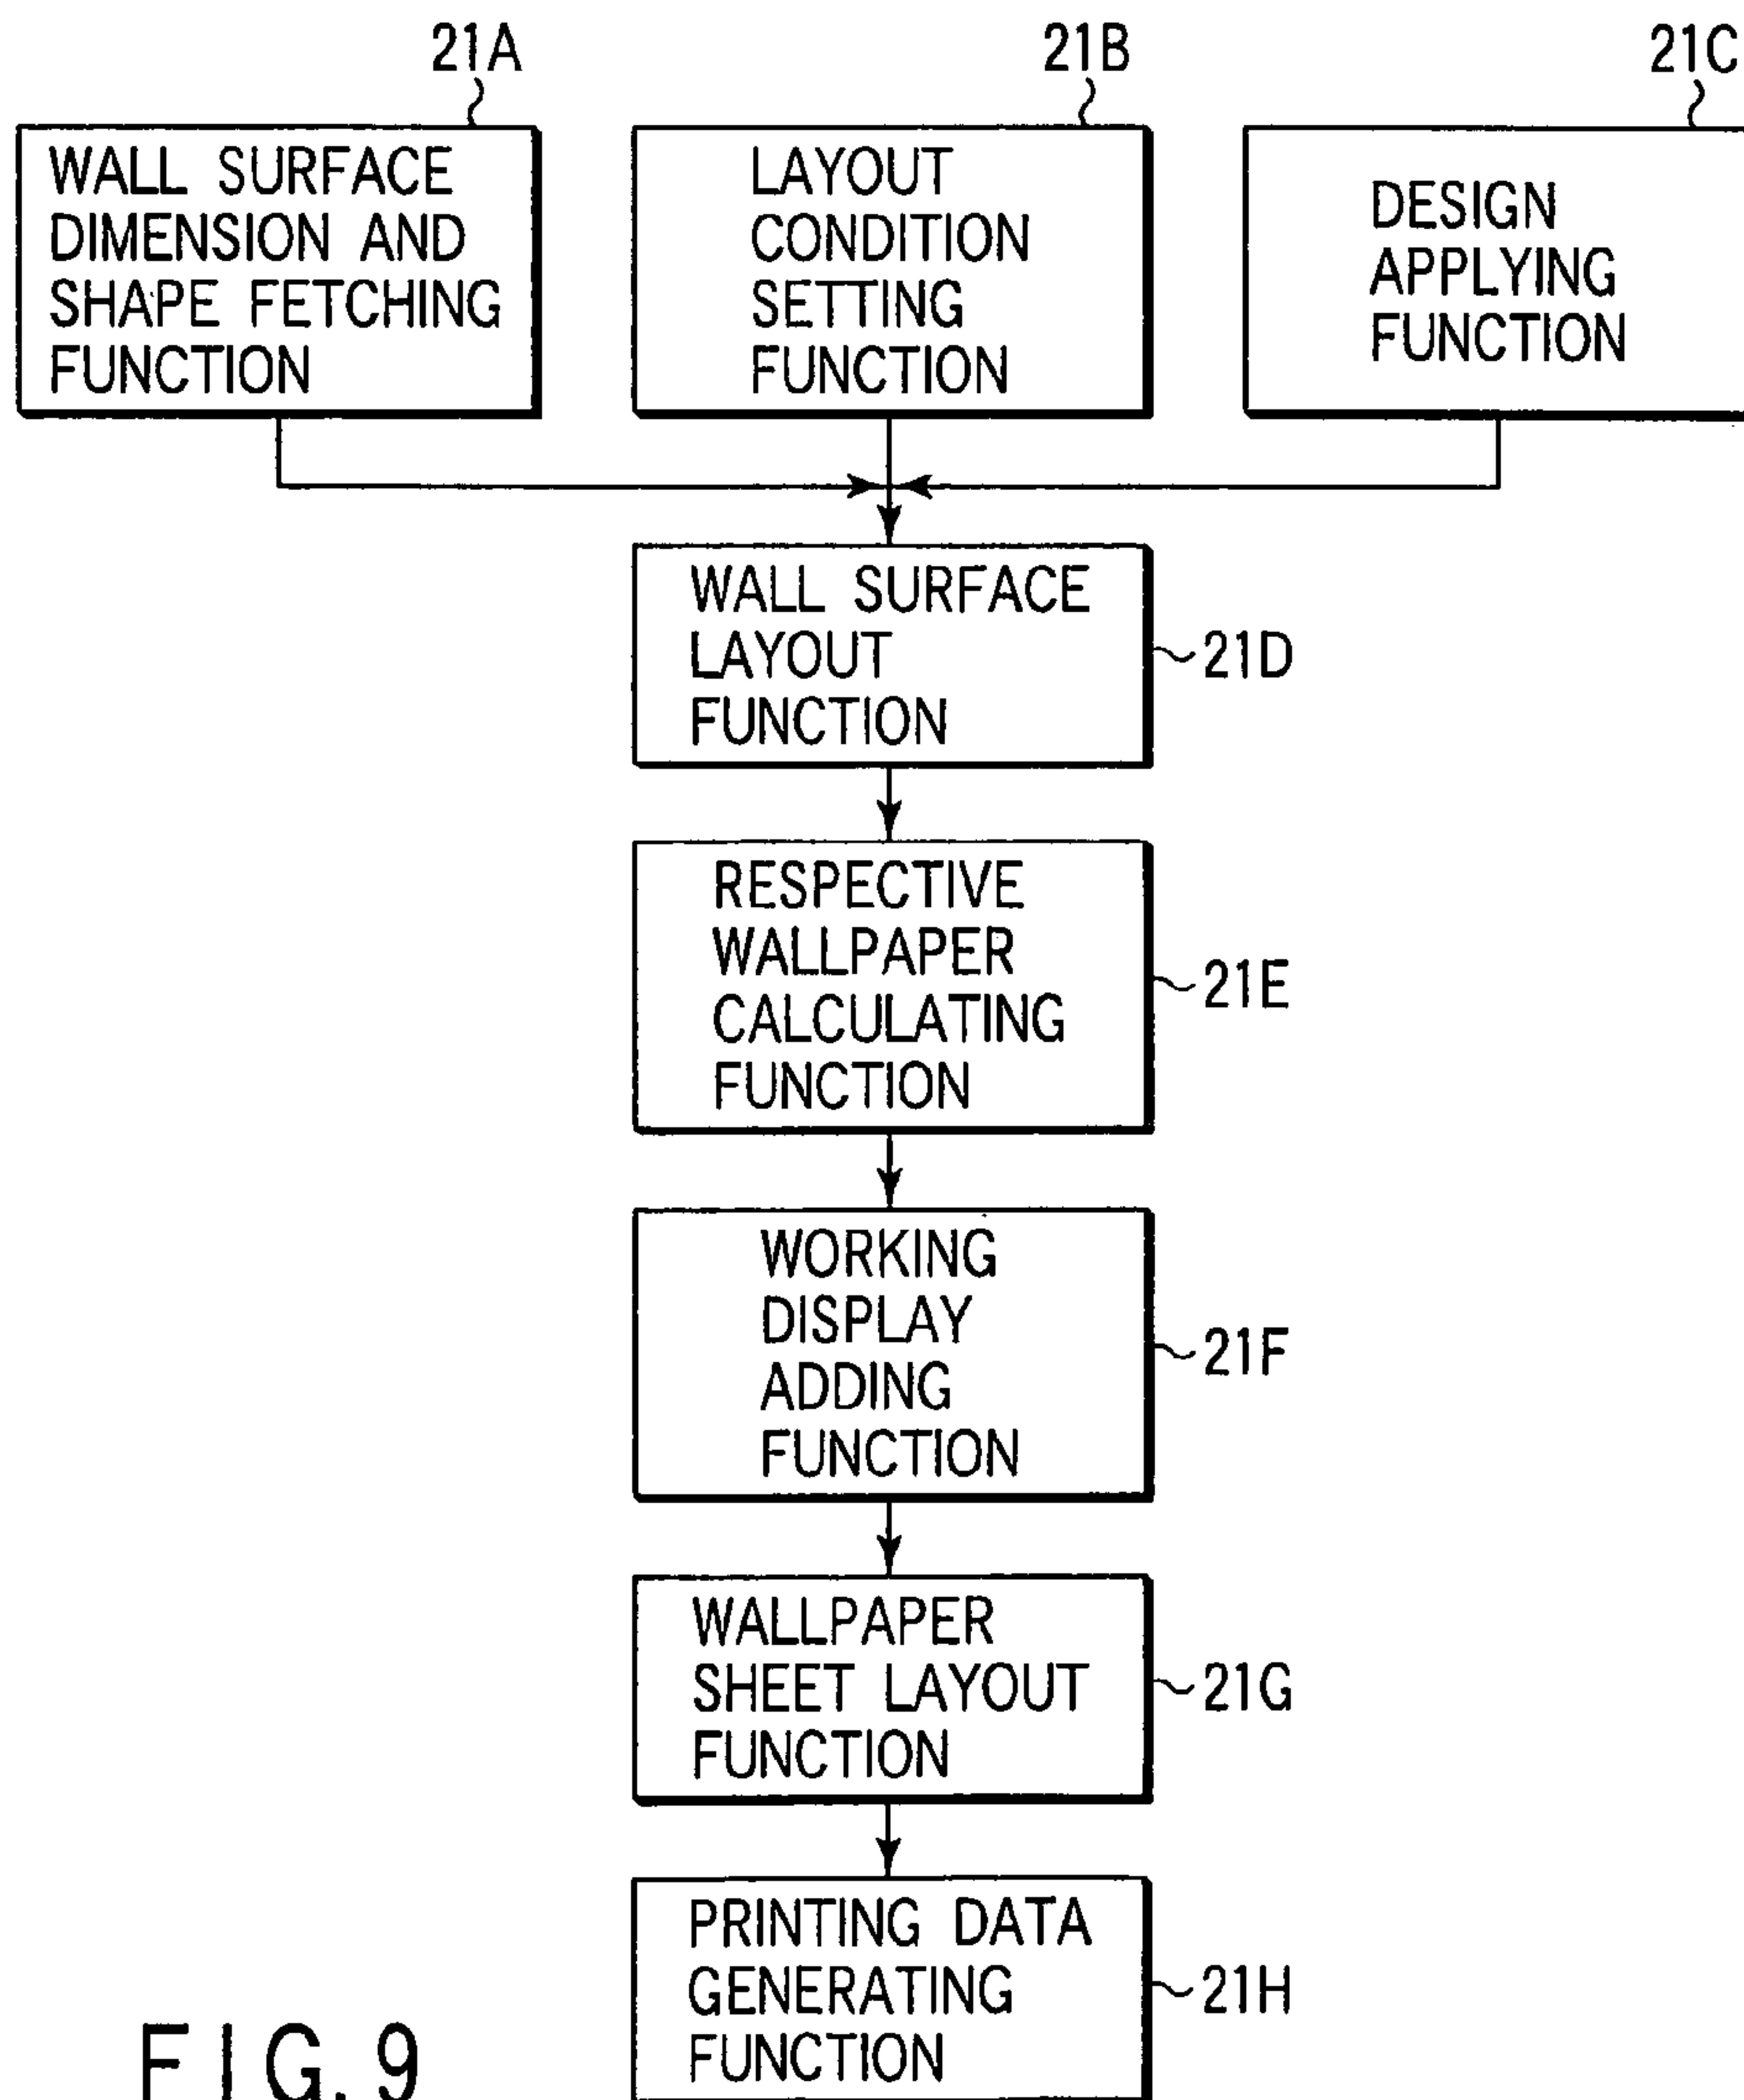 21A
21B
21C
WALL SURFACE
DIMENSION AND
SHAPE FETCHING
FUNCTION
LAYOUT
CONDITION
SETTING
FUNCTION
DESIGN
APPLYING
FUNCTION
WALL SURFACE
LAYOUT
FUNCTION
21D
RESPECTIVE
WALLPAPER
CALCULATING
FUNCTION
21E
WORKING
DISPLAY
ADDING
FUNCTION
21F
WALLPAPER
SHEET LAYOUT
FUNCTION
21G
PRINTING DATA
GENERATING
FUNCTION
21H
FIG. 9